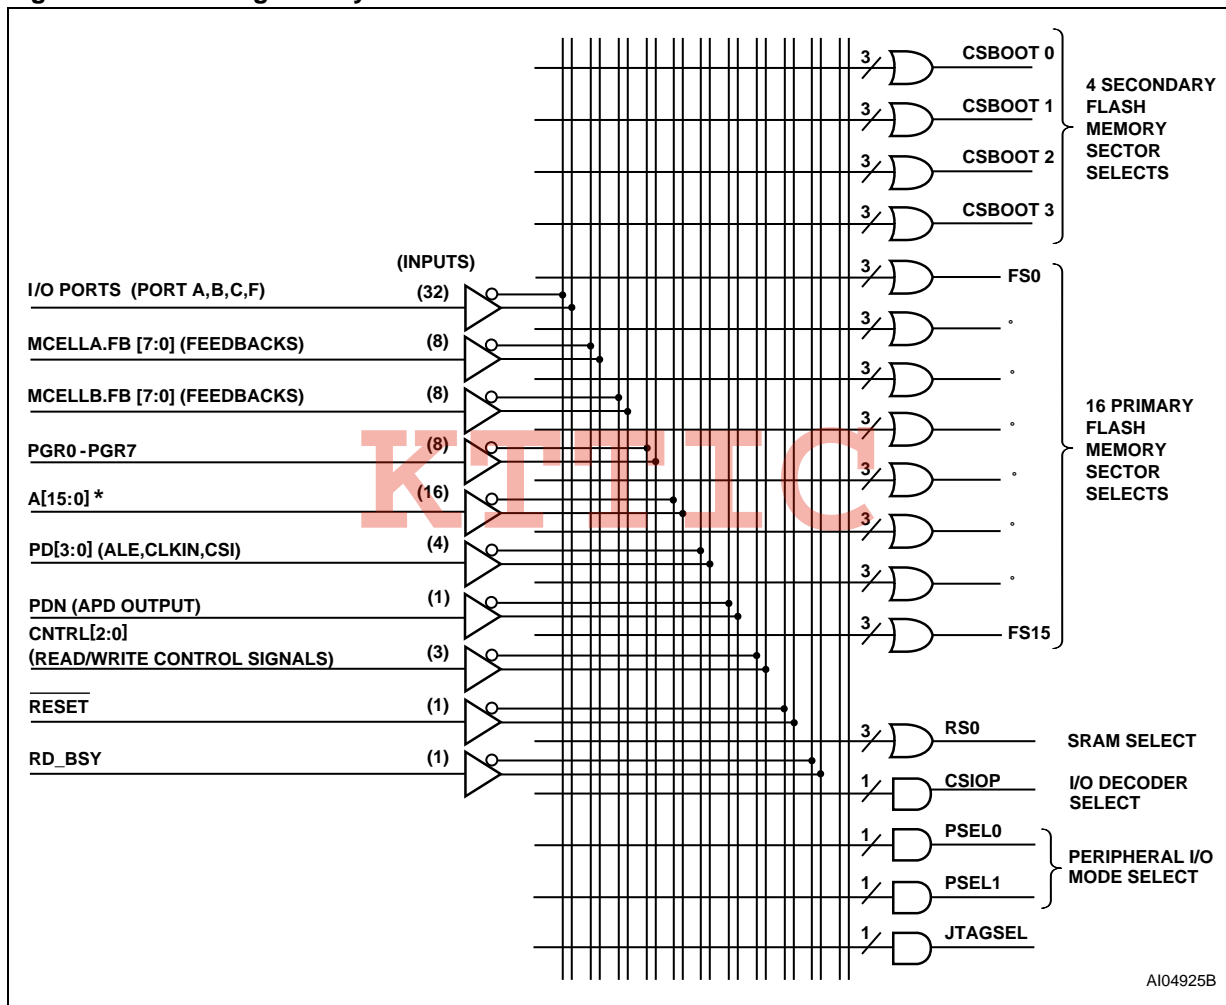 3 CSBOOT 0
3 CSBOOT 1
3 CSBOOT 2
3 CSBOOT 3
4 SECONDARY
FLASH
MEMORY
SECTOR
SELECTS
(INPUTS)
I/O PORTS (PORT A,B,C,F) (32)
MCELLA.FB [7:0] (FEEDBACKS) (8)
MCELLB.FB [7:0] (FEEDBACKS) (8)
PGR0 - PGR7 (8)
A[15:0] * (16)
PD[3:0] (ALE,CLKIN,CSI) (4)
PDN (APD OUTPUT) (1)
CNTRL[2:0]
(READ/WRITE CONTROL SIGNALS) (3)
RESET (1)
RD_BSY (1)
3 FS0
3
3
3
3
3
3
3 FS15
16 PRIMARY
FLASH
MEMORY
SECTOR
SELECTS
KTTIC
3 RS0 SRAM SELECT
1 CSIOP I/O DECODER
SELECT
1 PSEL0
1 PSEL1
PERIPHERAL I/O
MODE SELECT
1 JTAGSEL
AI04925B